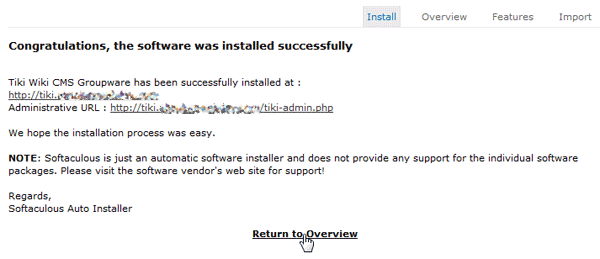 Install Overview Features Import
Congratulations, the software was installed successfully
Tiki Wiki CMS Groupware has been successfully installed at :
http://tiki.
Administrative URL : http://tiki. /tiki-admin.php
We hope the installation process was easy.
NOTE: Softaculous is just an automatic software installer and does not provide any support for the individual software
packages. Please visit the software vendor's web site for support!
Regards,
Softaculous Auto Installer
Return to Overview